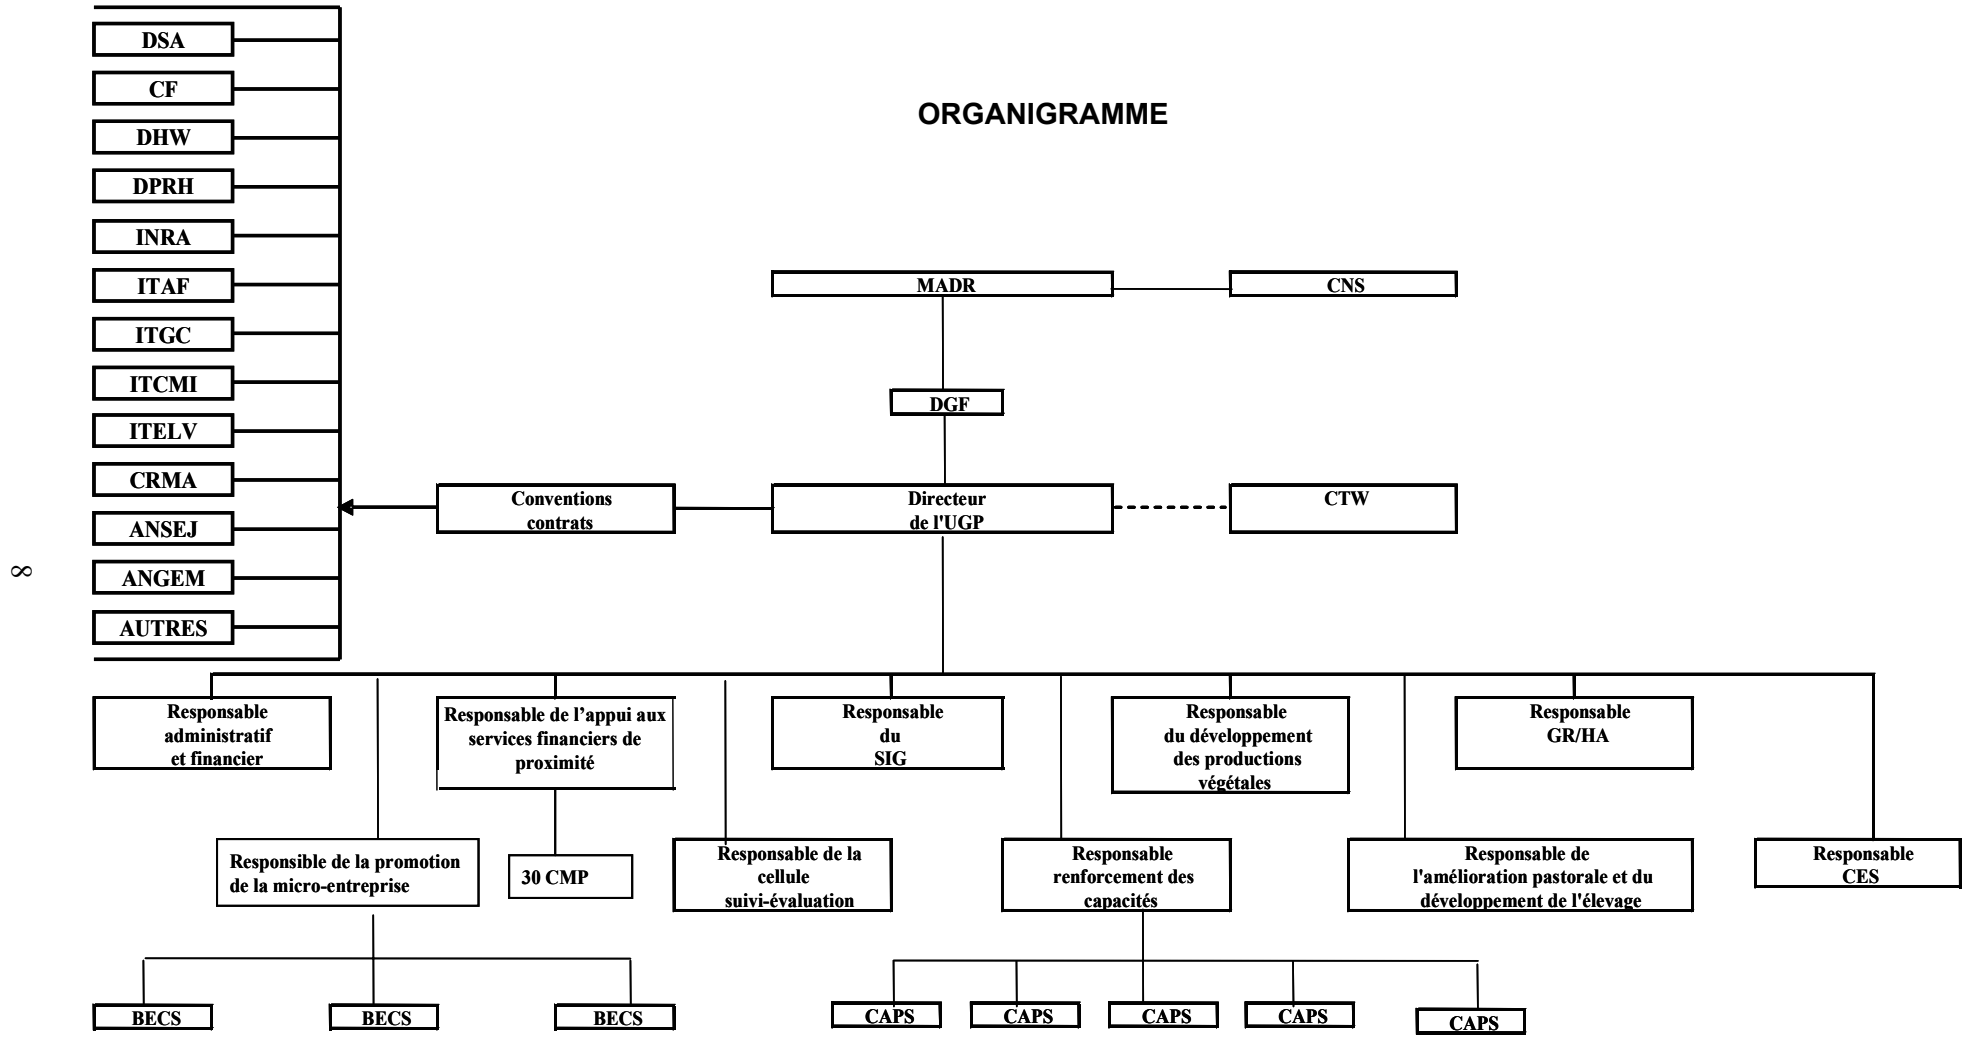 ORGANIGRAMME
DSA
CF
DHW
DPRH
INRA
ITAF
ITGC
ITCMI
ITELV
CRMA
ANSEJ
ANGEM
AUTRES
8
MADR
CNS
DGF
Conventions
contrats
Directeur
de l'UGP
CTW
Responsable
administratif
et financier
Responsable de l’appui aux
services financiers de
proximité
Responsable
du
SIG
Responsable
du développement
des productions
végétales
Responsable
GR/HA
Responsible de la promotion
de la micro-entreprise
30 CMP
Responsable de la
cellule
suivi-évaluation
Responsable
renforcement des
capacités
Responsable de
l'amélioration pastorale et du
développement de l'élevage
Responsable
CES
BECS
BECS
BECS
CAPS
CAPS
CAPS
CAPS
CAPS